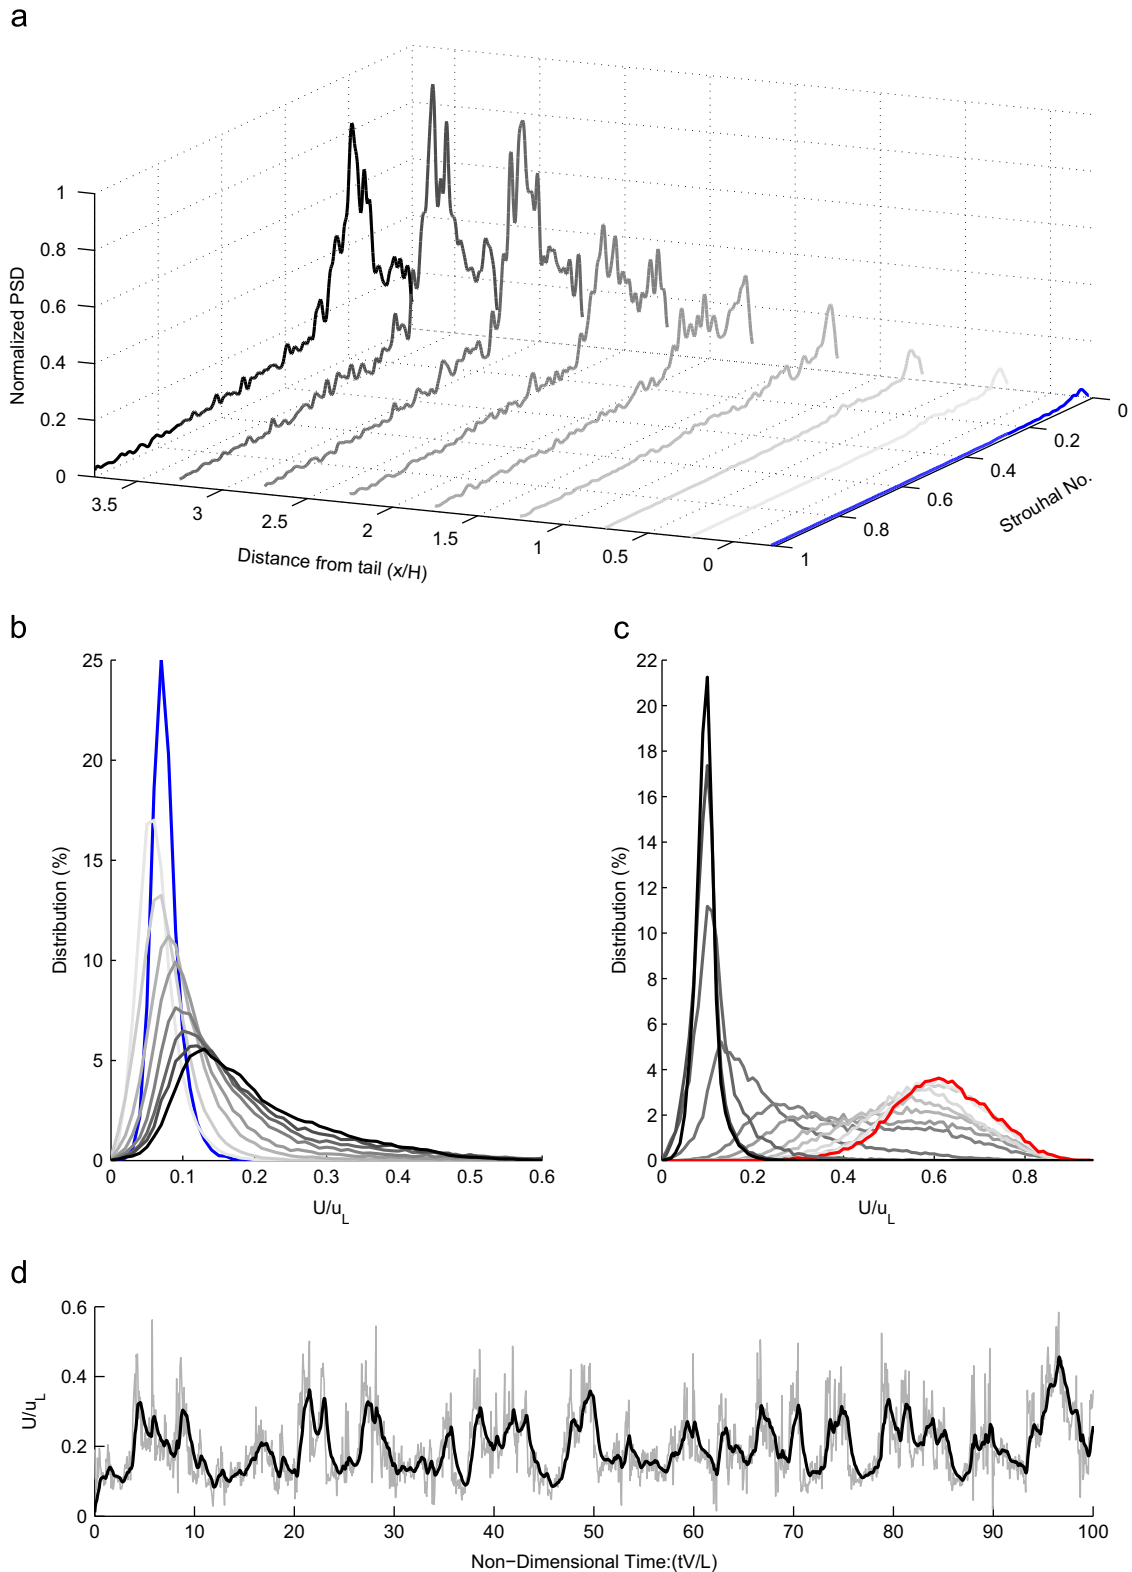 a
1
0.8
0.6
0.4
0.2
0
Normalized PSD
3.5
3
2.5
2
1.5
1
0.5
0
Distance from tail (x/H)
0
0.2
0.4
0.6
0.8
1
Strouhal No.
b
25
20
15
10
5
0
Distribution (%)
0 0.1 0.2 0.3 0.4 0.5 0.6
U/u_L
c
22
20
18
16
14
12
10
8
6
4
2
0
Distribution (%)
0 0.2 0.4 0.6 0.8
U/u_L
d
0.6
0.4
0.2
0
U/u_L
0 10 20 30 40 50 60 70 80 90 100
Non−Dimensional Time:(tV/L)